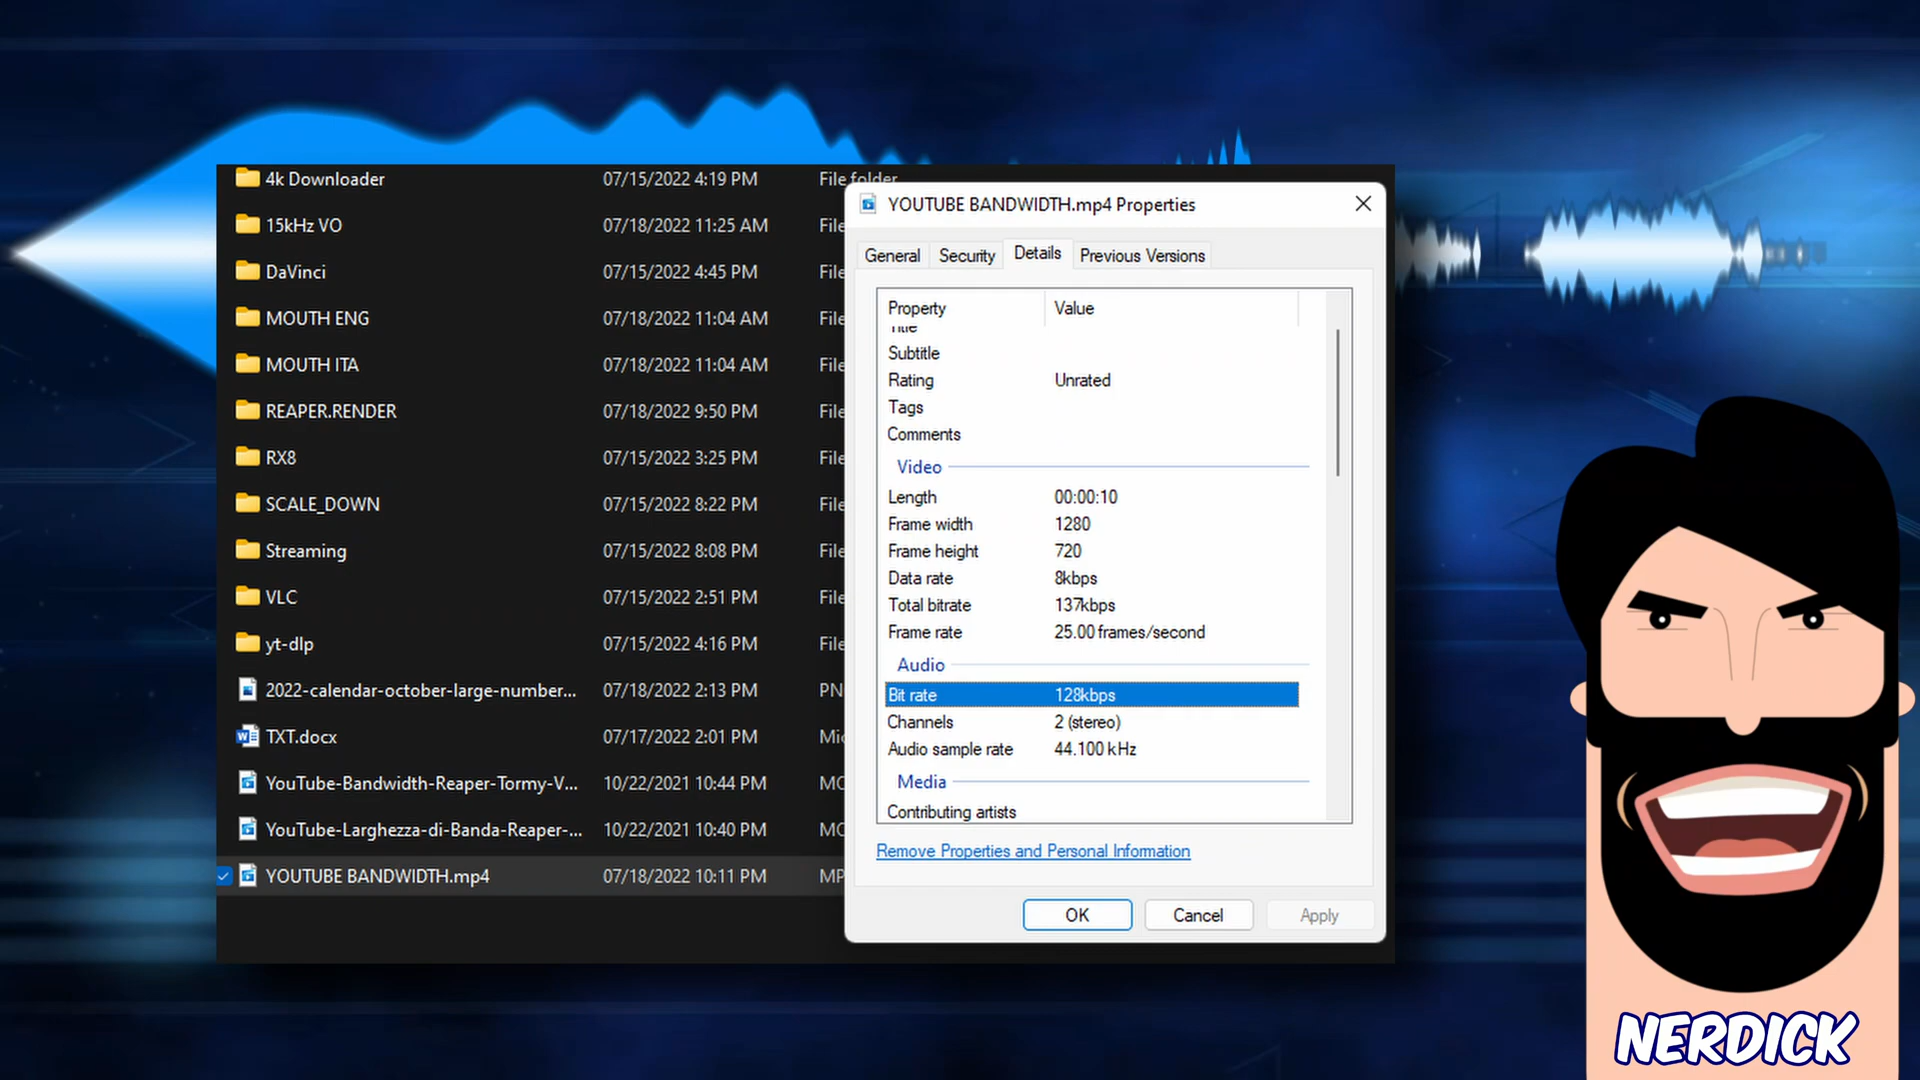 4k Downloader 07/15/2022 4:19 PM File folder
15kHz VO 07/18/2022 11:25 AM File
DaVinci 07/15/2022 4:45 PM File
MOUTH ENG 07/18/2022 11:04 AM File
MOUTH ITA 07/18/2022 11:04 AM File
REAPER.RENDER 07/18/2022 9:50 PM File
RX8 07/15/2022 3:25 PM File
SCALE_DOWN 07/15/2022 8:22 PM File
Streaming 07/15/2022 8:08 PM File
VLC 07/15/2022 2:51 PM File
yt-dlp 07/15/2022 4:16 PM File
2022-calendar-october-large-number... 07/18/2022 2:13 PM PN
TXT.docx 07/17/2022 2:01 PM Mic
YouTube-Bandwidth-Reaper-Tormy-V... 10/22/2021 10:44 PM MO
YouTube-Larghezza-di-Banda-Reaper-... 10/22/2021 10:40 PM MO
YOUTUBE BANDWIDTH.mp4 07/18/2022 10:11 PM MP
YOUTUBE BANDWIDTH.mp4 Properties
General Security Details Previous Versions
Property Value
Title
Subtitle
Rating Unrated
Tags
Comments
Video
Length 00:00:10
Frame width 1280
Frame height 720
Data rate 8kbps
Total bitrate 137kbps
Frame rate 25.00 frames/second
Audio
Bit rate 128kbps
Channels 2 (stereo)
Audio sample rate 44.100 kHz
Media
Contributing artists
Remove Properties and Personal Information
OK Cancel Apply
NERDICK